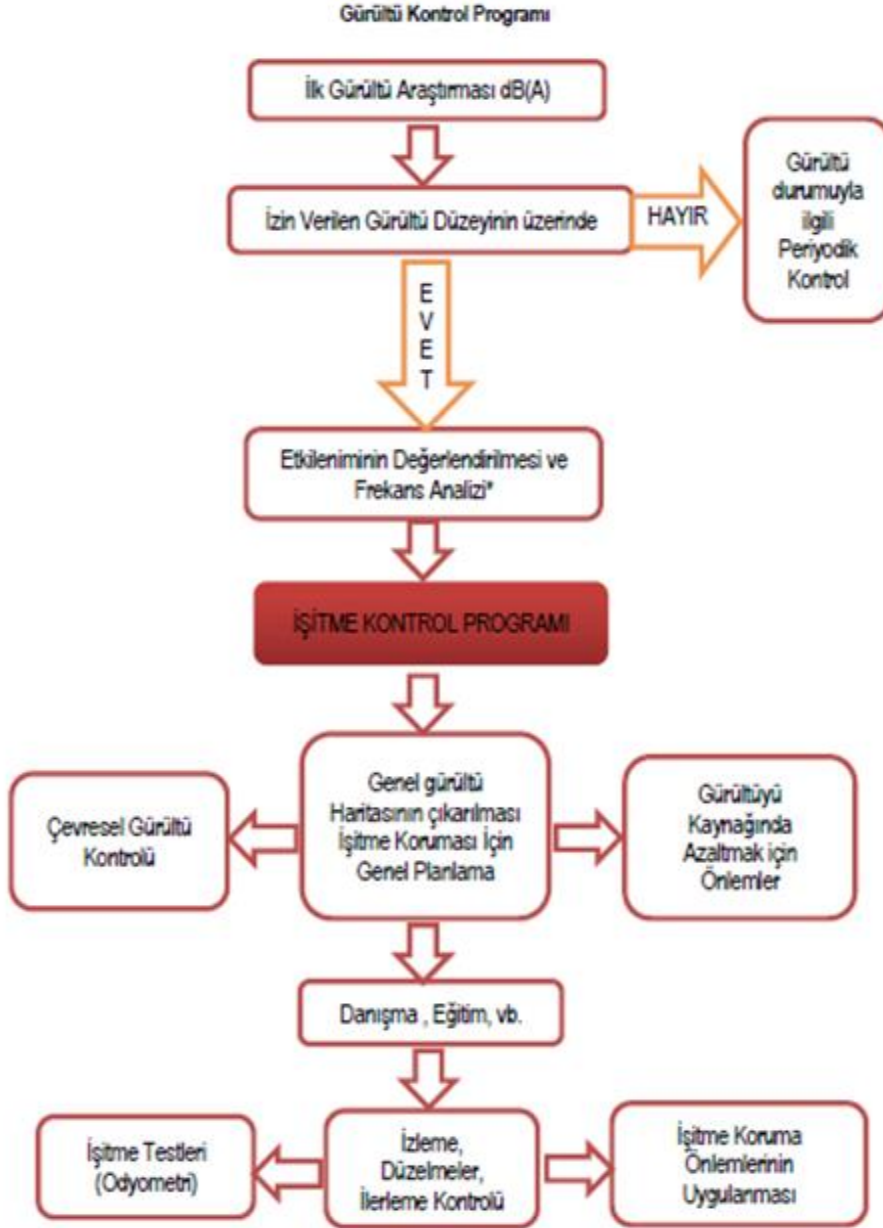 Gürültü Kontrol Programı
İlk Gürültü Araştırması dB(A)
İzin Verilen Gürültü Düzeyinin üzerinde
HAYIR
Gürültü
durumuyla
ilgili
Periyodik
Kontrol
E
V
E
T
Etkileniminin Değerlendirilmesi ve
Frekans Analizi*
İŞİTME KONTROL PROGRAMI
Çevresel Gürültü
Kontrolü
Genel gürültü
Haritasının çıkarılması
İşitme Koruması İçin
Genel Planlama
Gürültüyü
Kaynağında
Azaltmak için
Önlemler
Danışma , Eğitim, vb.
İşitme Testleri
(Odyometri)
İzleme,
Düzelmeler,
İlerleme Kontrolü
İşitme Koruma
Önlemlerinin
Uygulanması